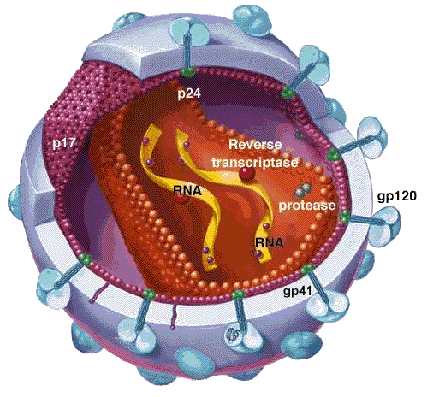 p24
p17
Reverse
transcriptase
RNA
protease
gp120
RNA
gp41